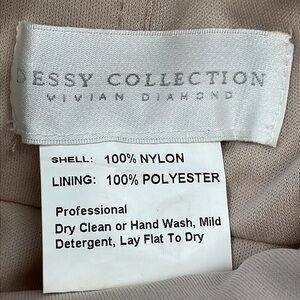 DESSY COLLECTION
VIVIAN DIAMOND
SHELL: 100% NYLON
LINING: 100% POLYESTER
Professional
Dry Clean or Hand Wash, Mild
Detergent, Lay Flat To Dry